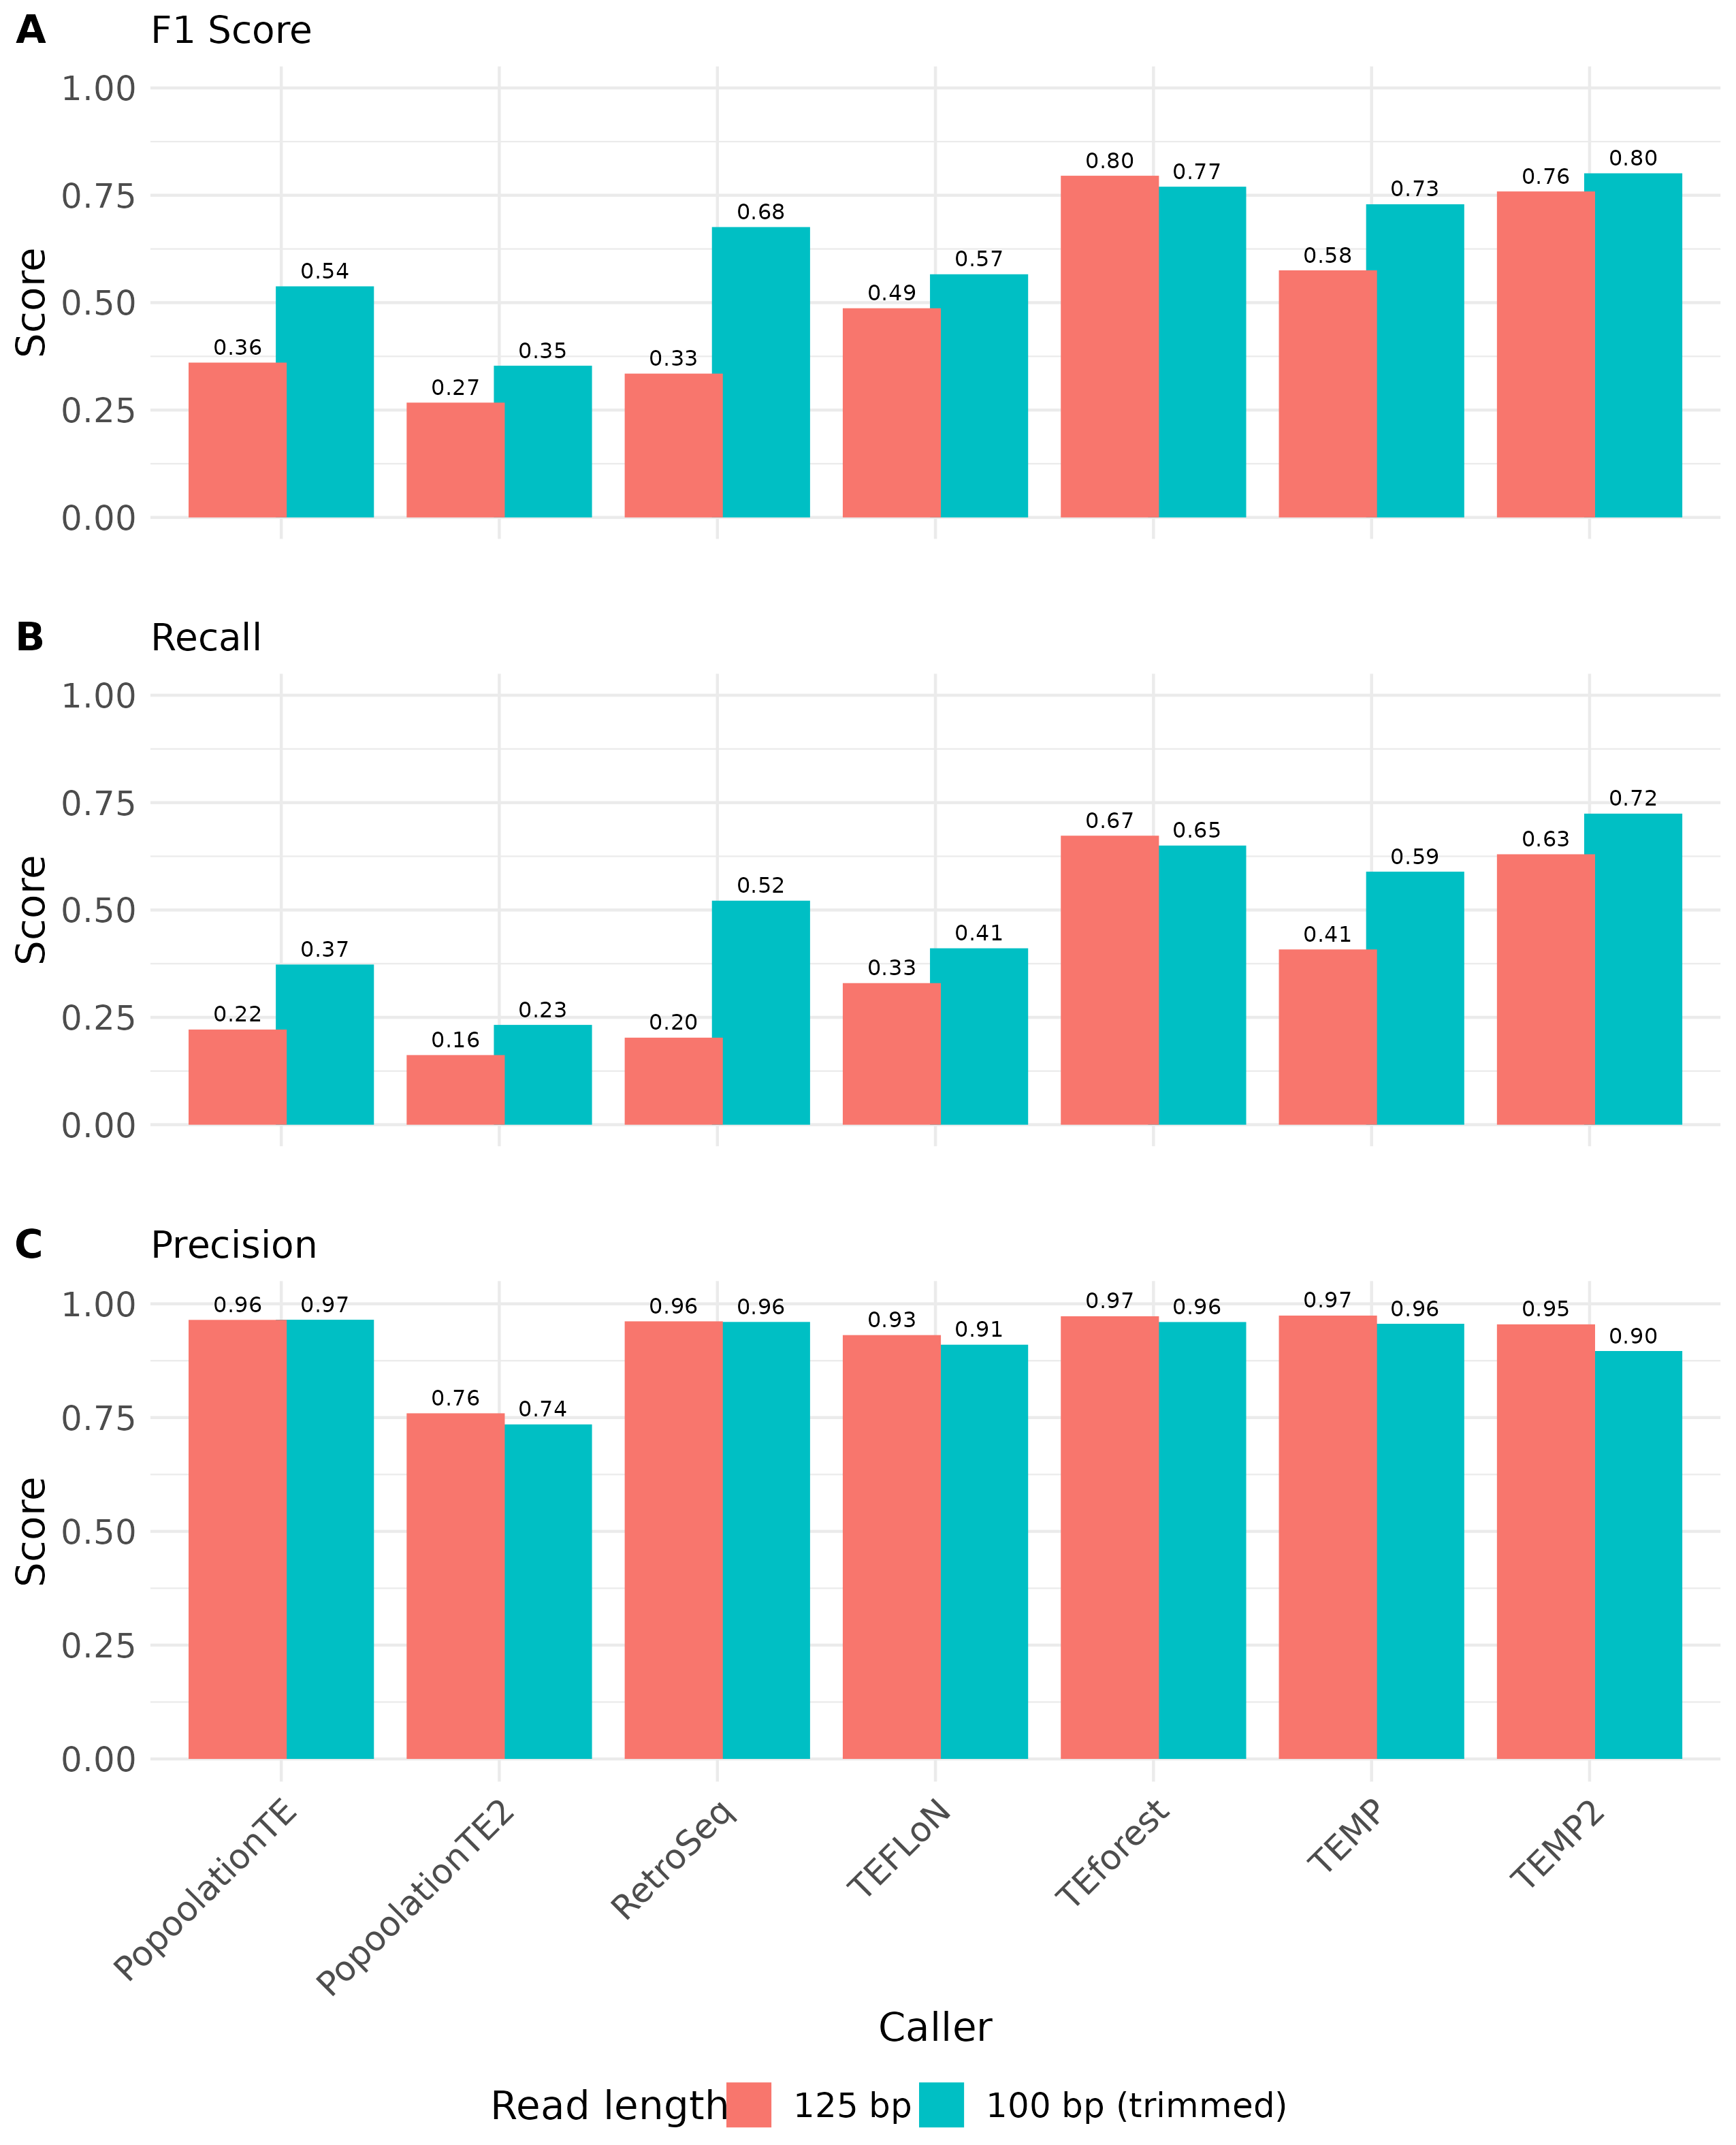 A F1 Score
1.00
0.75
0.50
0.25
0.00
Score
0.36 0.54 0.27 0.35 0.33 0.68 0.49 0.57 0.80 0.77 0.58 0.73 0.76 0.80
B Recall
1.00
0.75
0.50
0.25
0.00
Score
0.22 0.37 0.16 0.23 0.20 0.52 0.33 0.41 0.67 0.65 0.41 0.59 0.63 0.72
C Precision
1.00
0.75
0.50
0.25
0.00
Score
0.96 0.97 0.76 0.74 0.96 0.96 0.93 0.91 0.97 0.96 0.97 0.96 0.95 0.90
PopoolationTE
PopoolationTE2
RetroSeq
TEFLoN
TEforest
TEMP
TEMP2
Caller
Read length 125 bp 100 bp (trimmed)